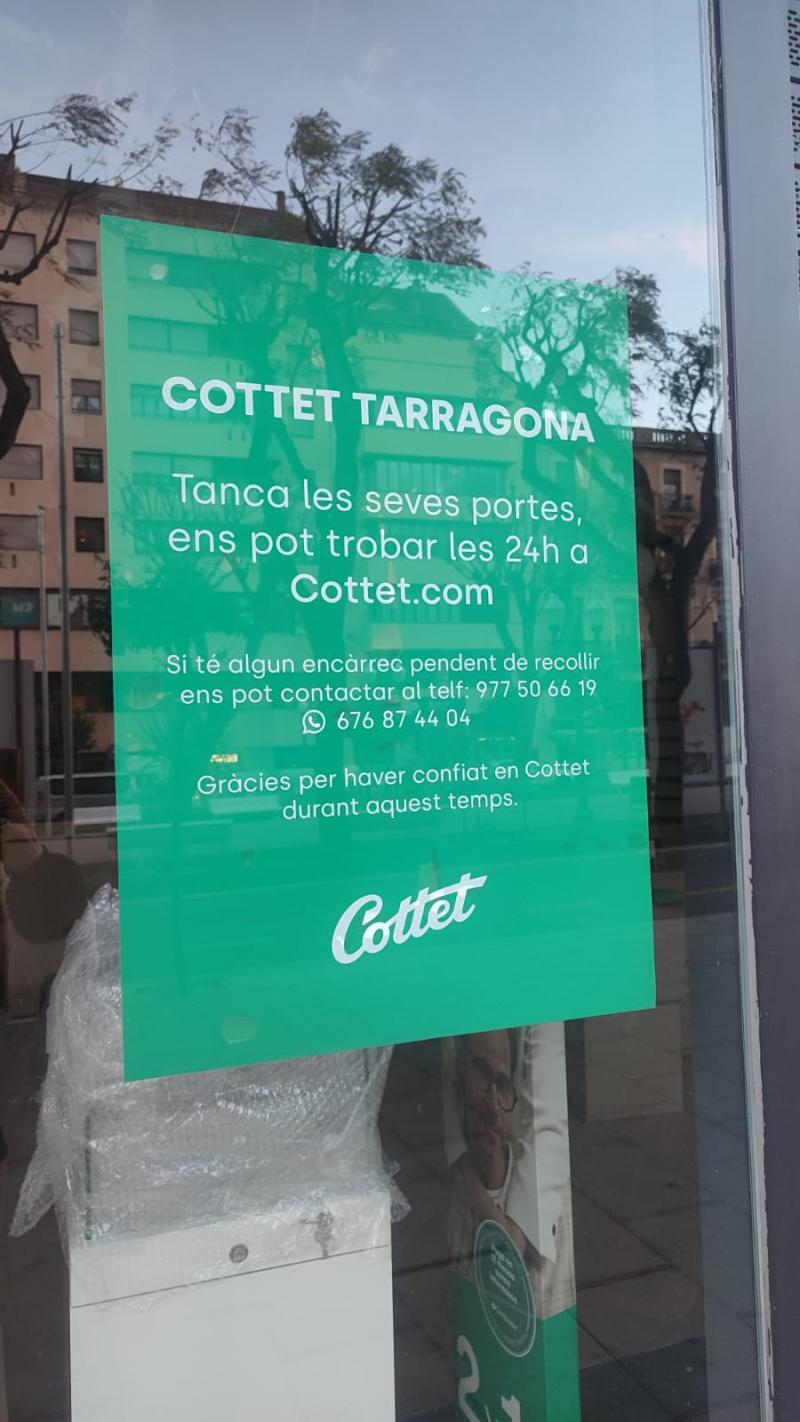 COTTET TARRAGONA
Tanca les seves portes,
ens pot trobar les 24h a
Cottet.com
Si té algun encàrrec pendent de recollir
ens pot contactar al telf: 977 50 66 19
676 87 44 04
Gràcies per haver confiat en Cottet
durant aquest temps.
Cottet